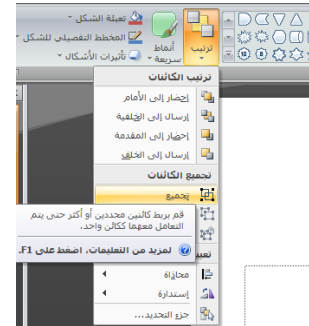 تعبئة الشكل
المخطط التفصيلي للشكل
تأثيرات الأشكال
أنماط سريعة
ترتيب
ترتيب الكائنات
إحضار إلى الأمام
إرسال إلى الخلفية
إحضار إلى المقدمة
إرسال إلى الخلف
تجميع الكائنات
تجميع
قم بربط كائنين محددين أو أكثر حتى يتم
التعامل معهما ككائن واحد.
لمزيد من التعليمات، اضغط على F1.
محاذاة
إستدارة
جزء التحديد...